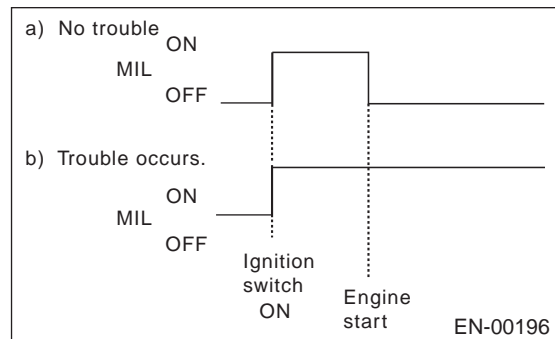 a) No trouble
ON
MIL
OFF
b) Trouble occurs.
ON
MIL
OFF
Ignition
switch
ON
Engine
start
EN-00196